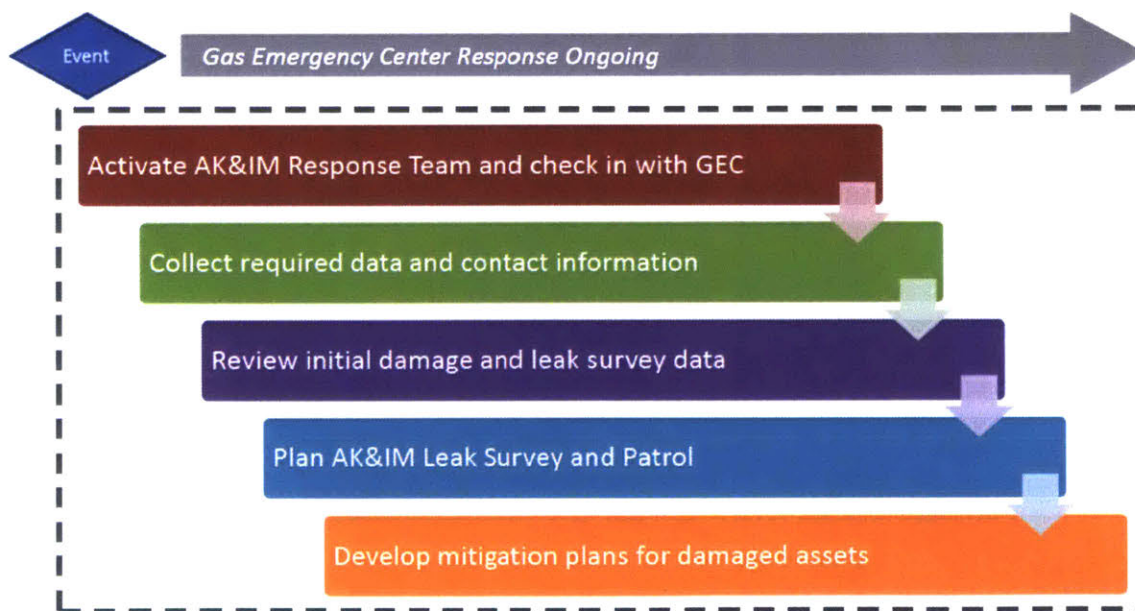 Event
Gas Emergency Center Response Ongoing
Activate AK&IM Response Team and check in with GEC
Collect required data and contact information
Review initial damage and leak survey data
Plan AK&IM Leak Survey and Patrol
Develop mitigation plans for damaged assets